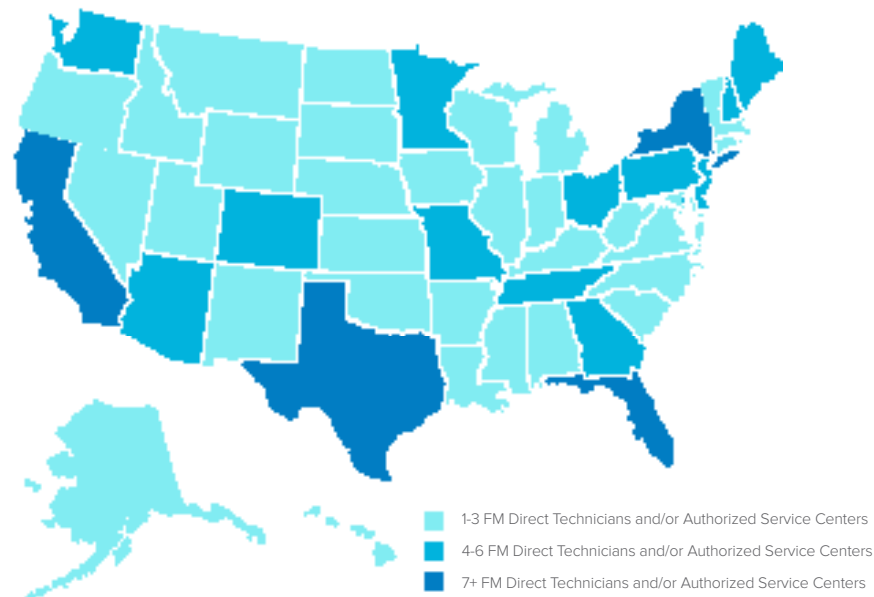 1-3 FM Direct Technicians and/or Authorized Service Centers
4-6 FM Direct Technicians and/or Authorized Service Centers
7+ FM Direct Technicians and/or Authorized Service Centers